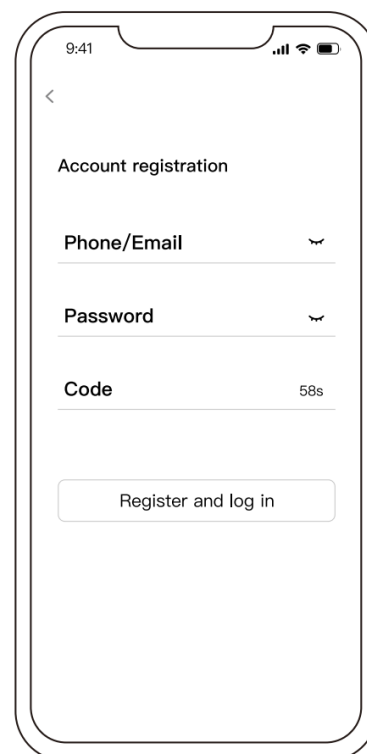 9:41
Account registration
Phone/Email
Password
Code 58s
Register and log in